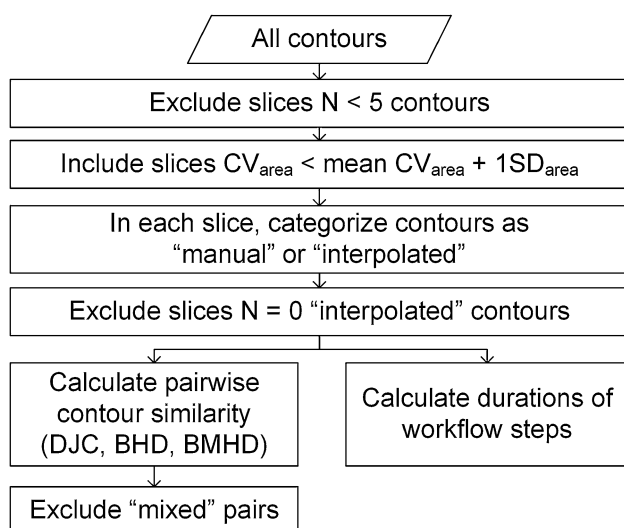 All contours
Exclude slices N < 5 contours
Include slices CVarea < mean CVarea + 1SDarea
In each slice, categorize contours as
“manual” or “interpolated”
Exclude slices N = 0 “interpolated” contours
Calculate pairwise
contour similarity
(DJC, BHD, BMHD)
Calculate durations of
workflow steps
Exclude “mixed” pairs